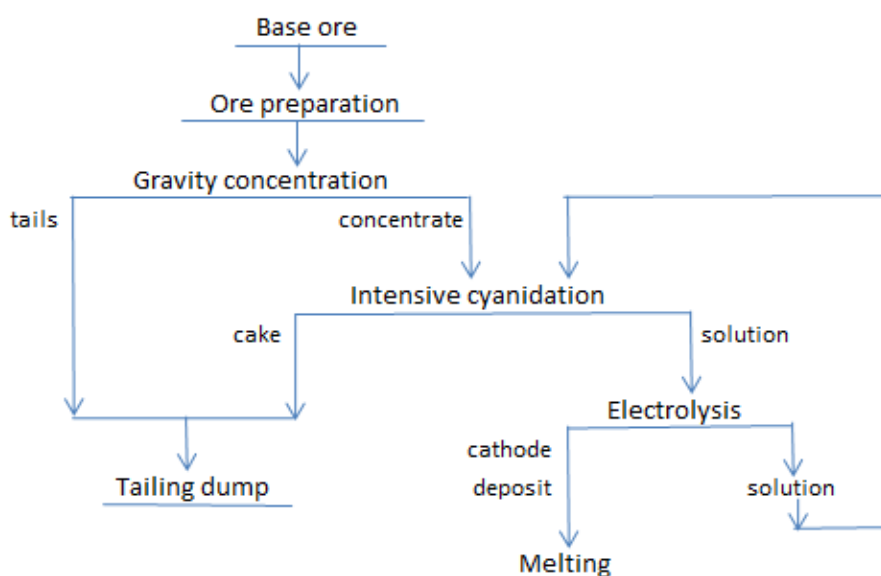 Base ore
Ore preparation
Gravity concentration
tails
concentrate
Intensive cyanidation
cake
solution
Electrolysis
cathode
deposit
solution
Tailing dump
Melting